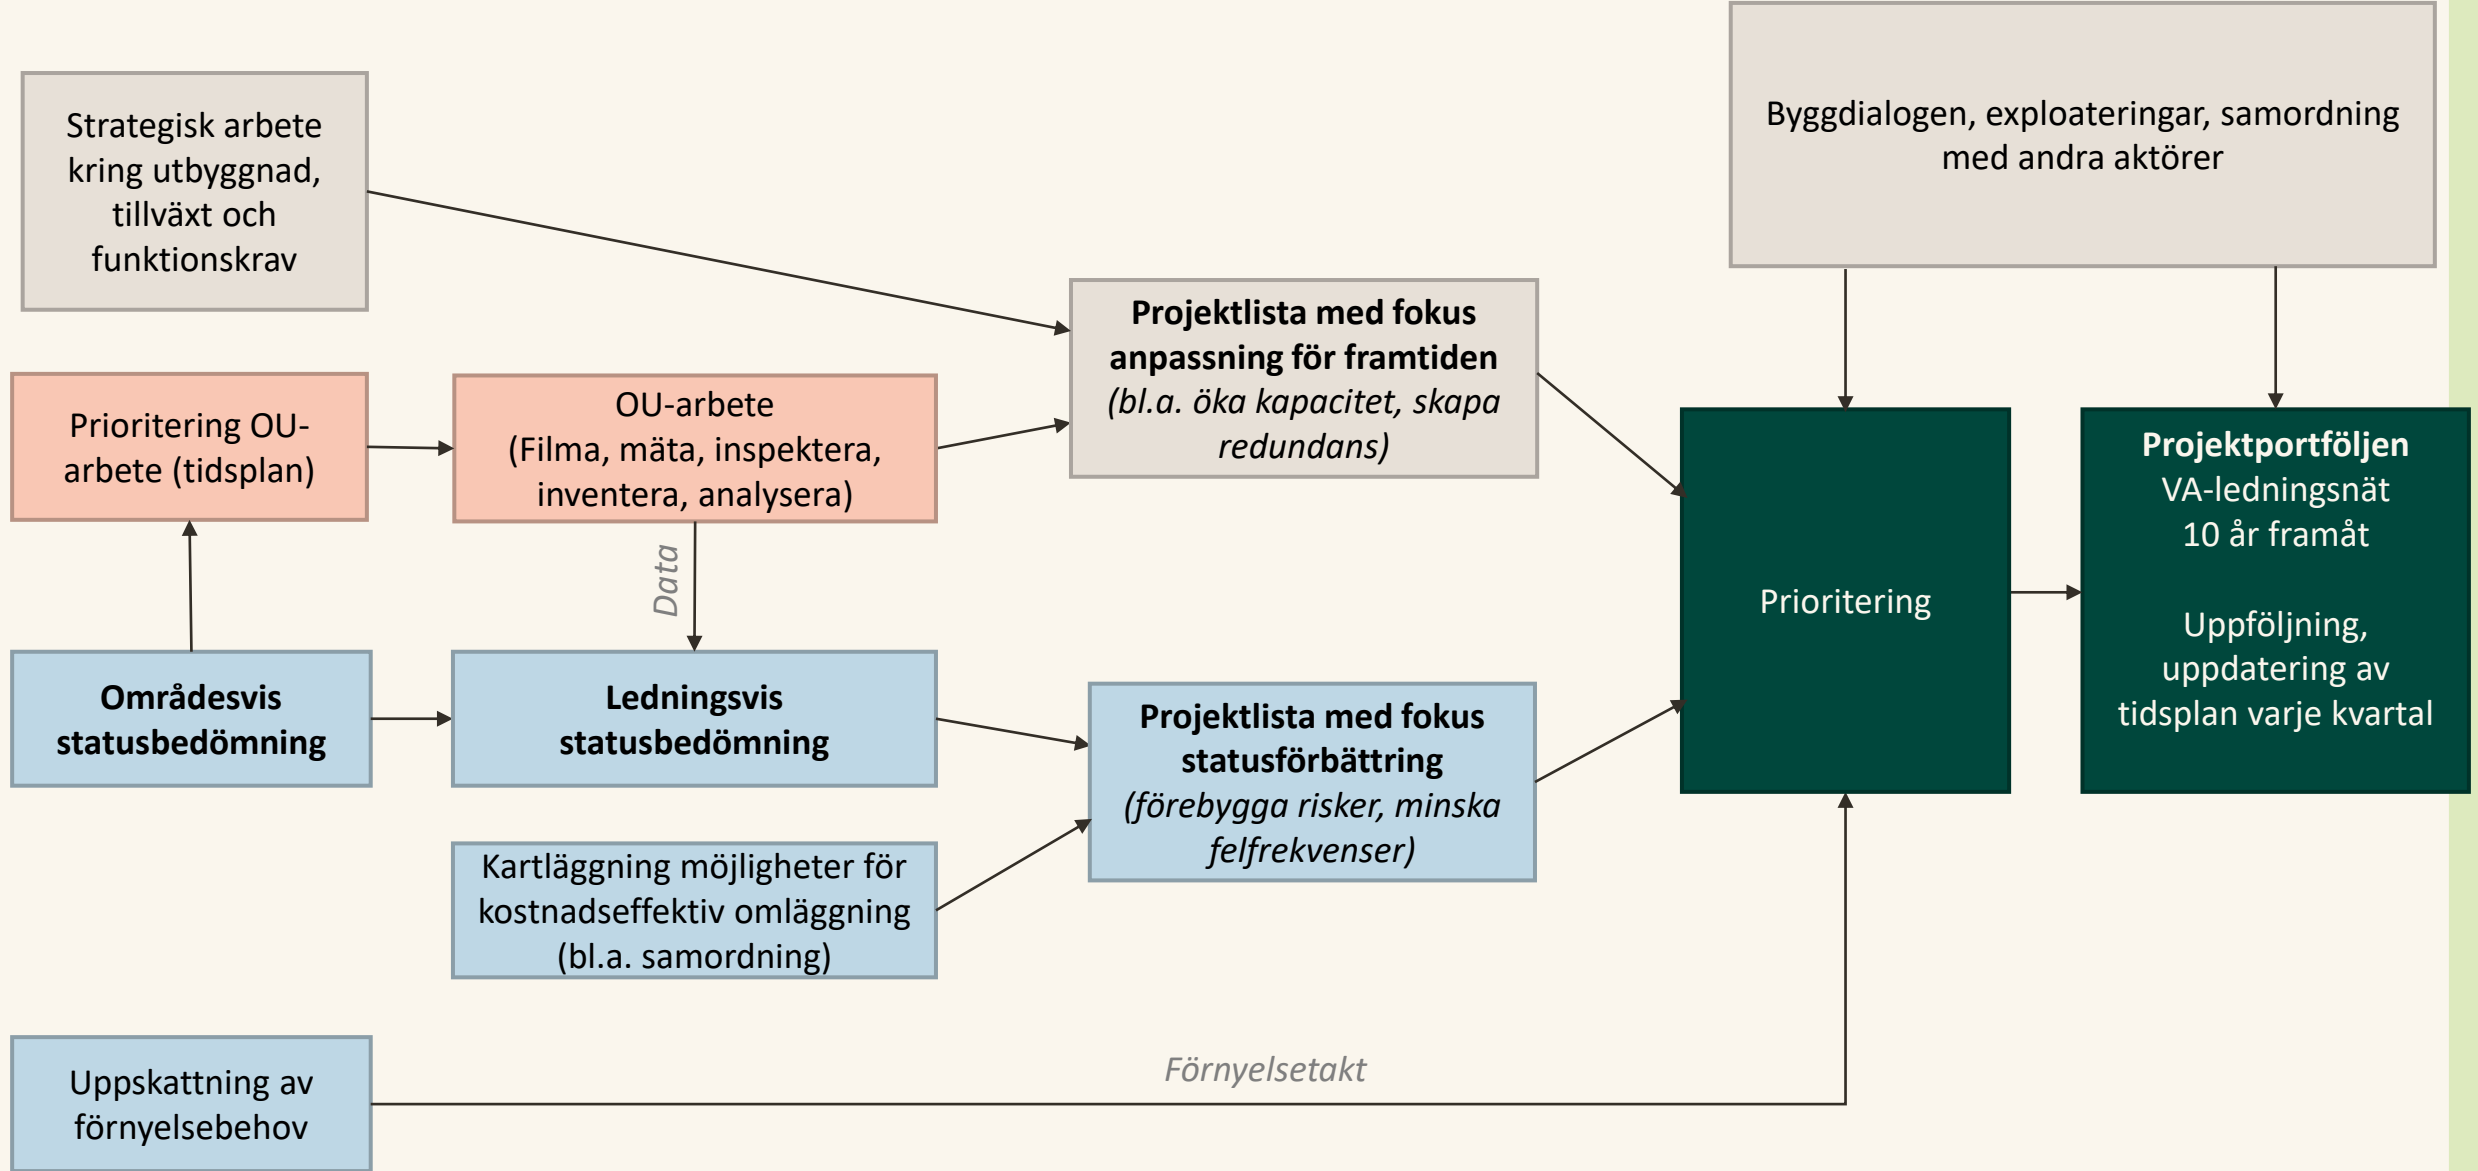 Strategisk arbete
kring utbyggnad,
tillväxt och
funktionskrav
Byggdialogen, exploateringar, samordning
med andra aktörer
Projektlista med fokus
anpassning för framtiden
(bl.a. öka kapacitet, skapa
redundans)
Prioritering OU-
arbete (tidsplan)
OU-arbete
(Filma, mäta, inspektera,
inventera, analysera)
Data
Områdesvis
statusbedömning
Ledningsvis
statusbedömning
Projektlista med fokus
statusförbättring
(förebygga risker, minska
felfrekvenser)
Kartläggning möjligheter för
kostnadseffektiv omläggning
(bl.a. samordning)
Prioritering
Projektportföljen
VA-ledningsnät
10 år framåt
Uppföljning,
uppdatering av
tidsplan varje kvartal
Uppskattning av
förnyelsebehov
Förnyelsetakt